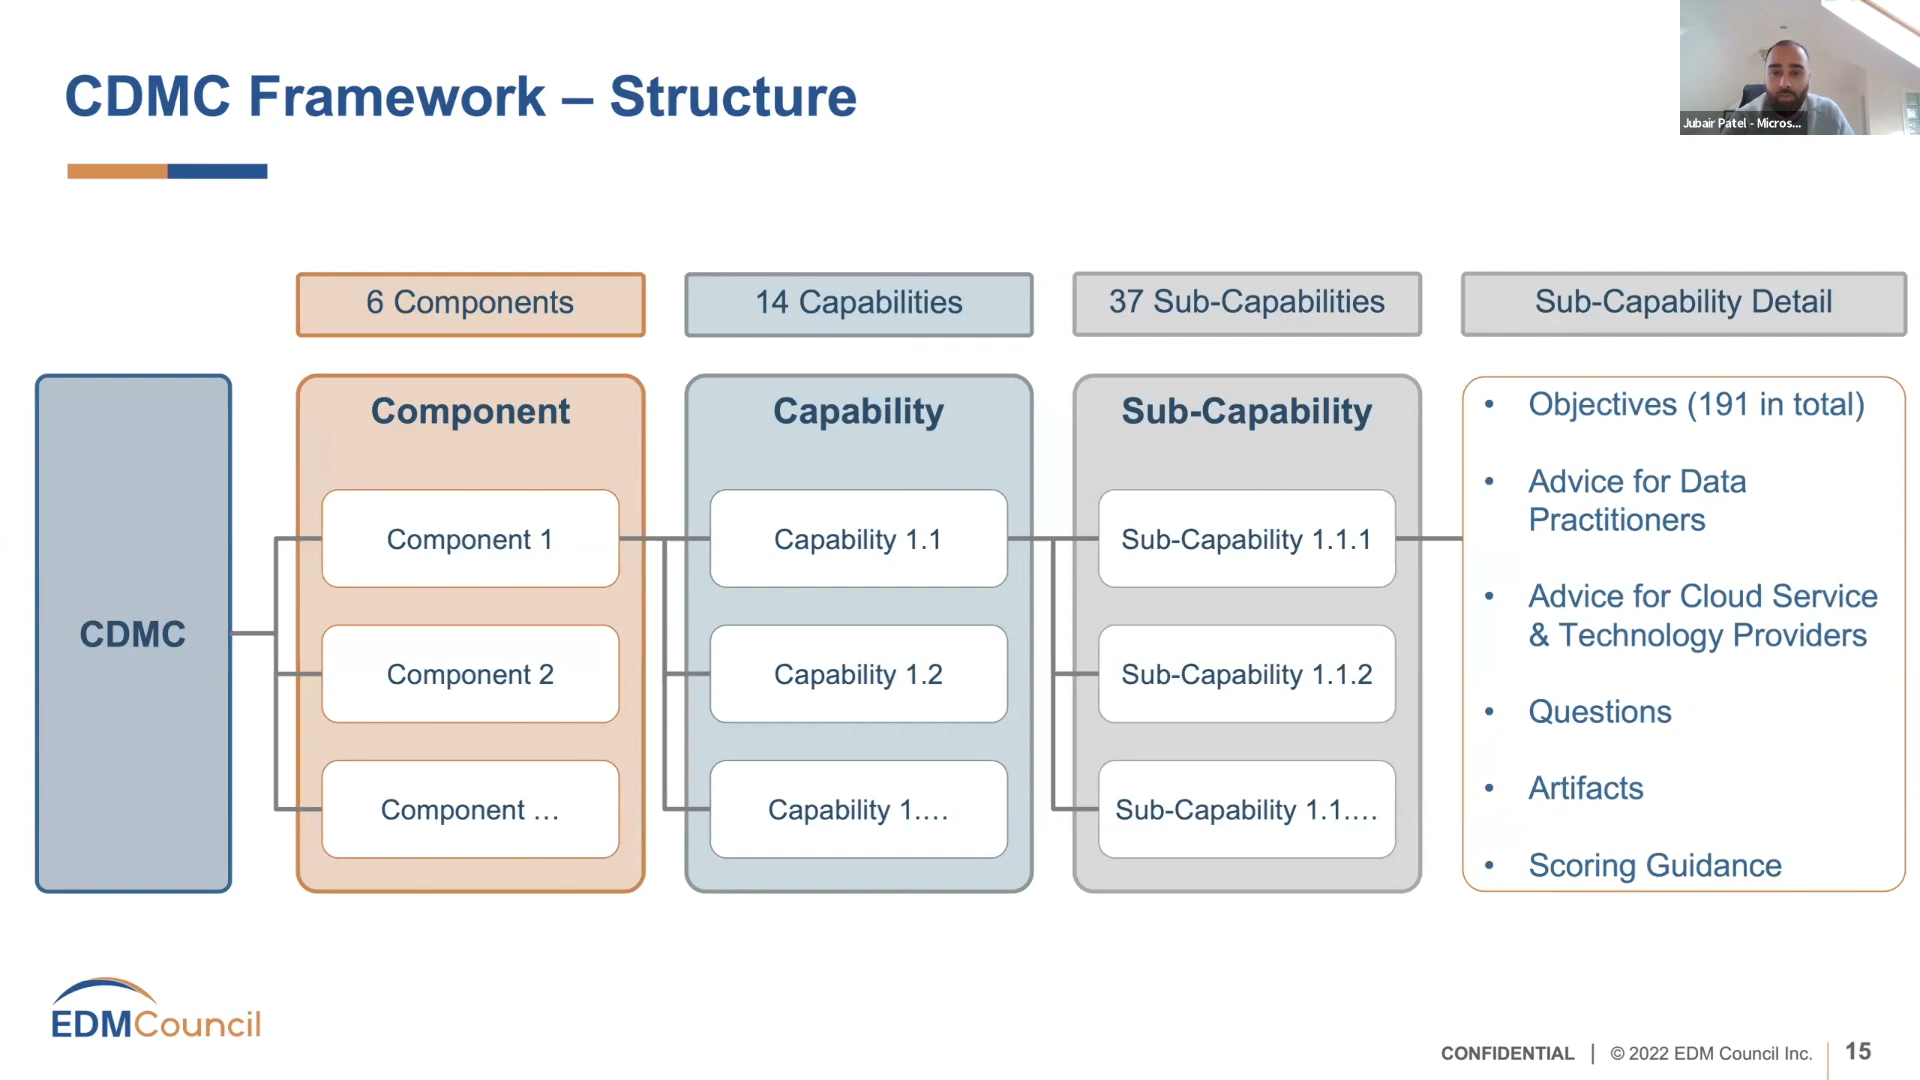 CDMC Framework – Structure
Jubair Patel - Micros...
6 Components
14 Capabilities
37 Sub-Capabilities
Sub-Capability Detail
CDMC
Component
Component 1
Component 2
Component …
Capability
Capability 1.1
Capability 1.2
Capability 1.…
Sub-Capability
Sub-Capability 1.1.1
Sub-Capability 1.1.2
Sub-Capability 1.1.…
• Objectives (191 in total)
• Advice for Data
Practitioners
• Advice for Cloud Service
& Technology Providers
• Questions
• Artifacts
• Scoring Guidance
EDMCouncil
CONFIDENTIAL | © 2022 EDM Council Inc. | 15